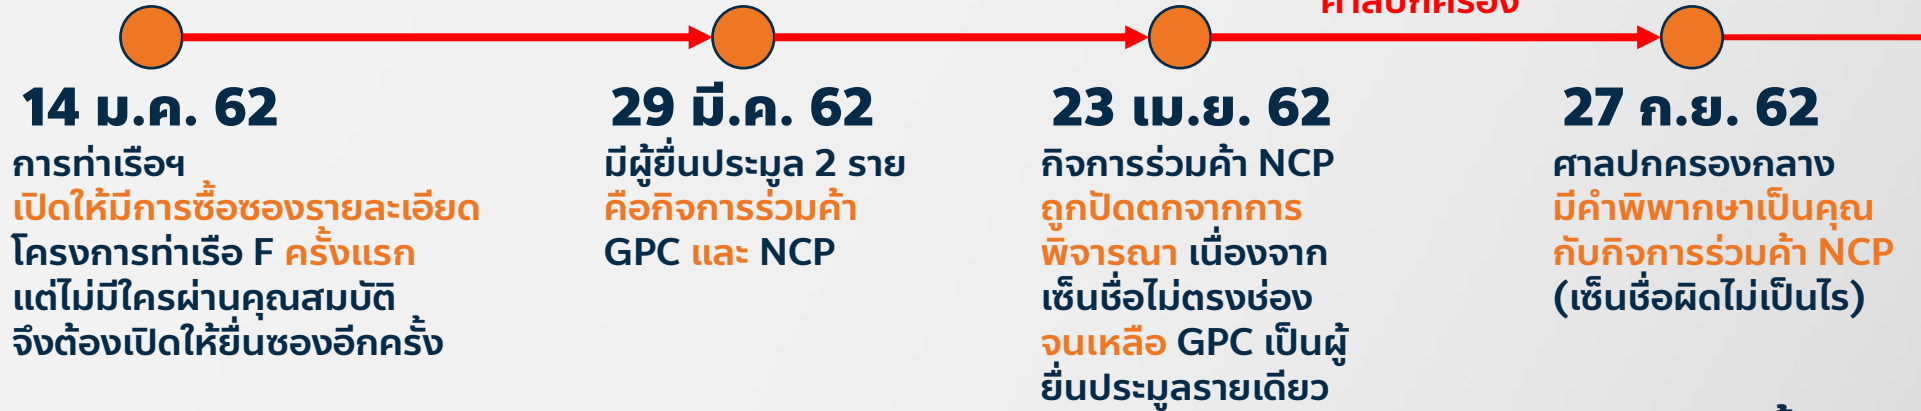 ศาลปกครอง
14 ม.ค. 62
การท่าเรือฯ
เปิดให้มีการซื้อซองรายละเอียด
โครงการท่าเรือ F ครั้งแรก
แต่ไม่มีใครผ่านคุณสมบัติ
จึงต้องเปิดให้ยื่นซองอีกครั้ง
29 มี.ค. 62
มีผู้ยื่นประมูล 2 ราย
คือกิจการร่วมค้า
GPC และ NCP
23 เม.ย. 62
กิจการร่วมค้า NCP
ถูกปัดตกจากการ
พิจารณา เนื่องจาก
เซ็นชื่อไม่ตรงช่อง
จนเหลือ GPC เป็นผู้
ยื่นประมูลรายเดียว
27 ก.ย. 62
ศาลปกครองกลาง
มีคำพิพากษาเป็นคุณ
กับกิจการร่วมค้า NCP
(เซ็นชื่อผิดไม่เป็นไร)